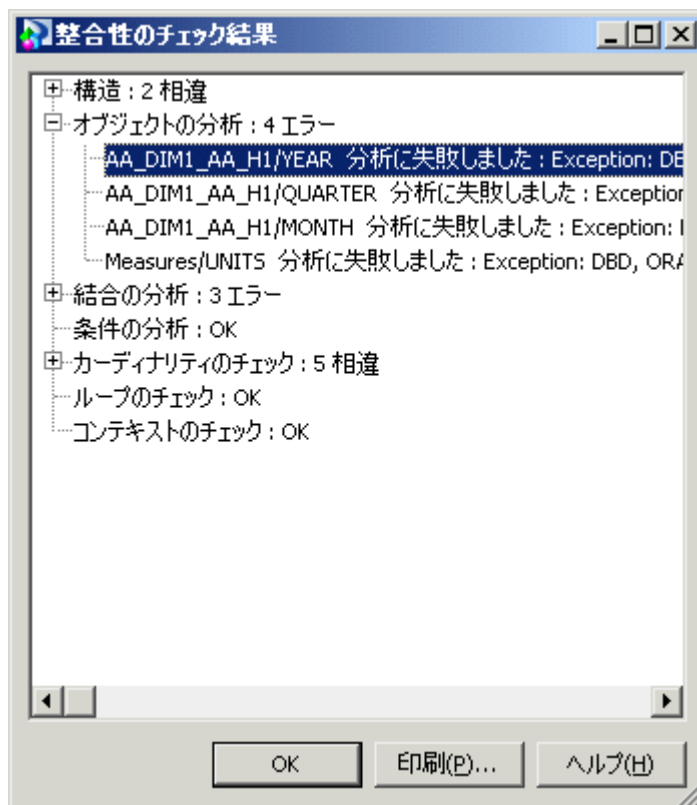 整合性のチェック結果
構造 : 2 相違
オブジェクトの分析 : 4 エラー
AA_DIM1_AA_H1/YEAR 分析に失敗しました : Exception: DE
AA_DIM1_AA_H1/QUARTER 分析に失敗しました : Exception
AA_DIM1_AA_H1/MONTH 分析に失敗しました : Exception:
Measures/UNITS 分析に失敗しました : Exception: DBD, ORA
結合の分析 : 3 エラー
条件の分析 : OK
カーディナリティのチェック : 5 相違
ループのチェック : OK
コンテキストのチェック : OK
OK 印刷(P)... ヘルプ(H)